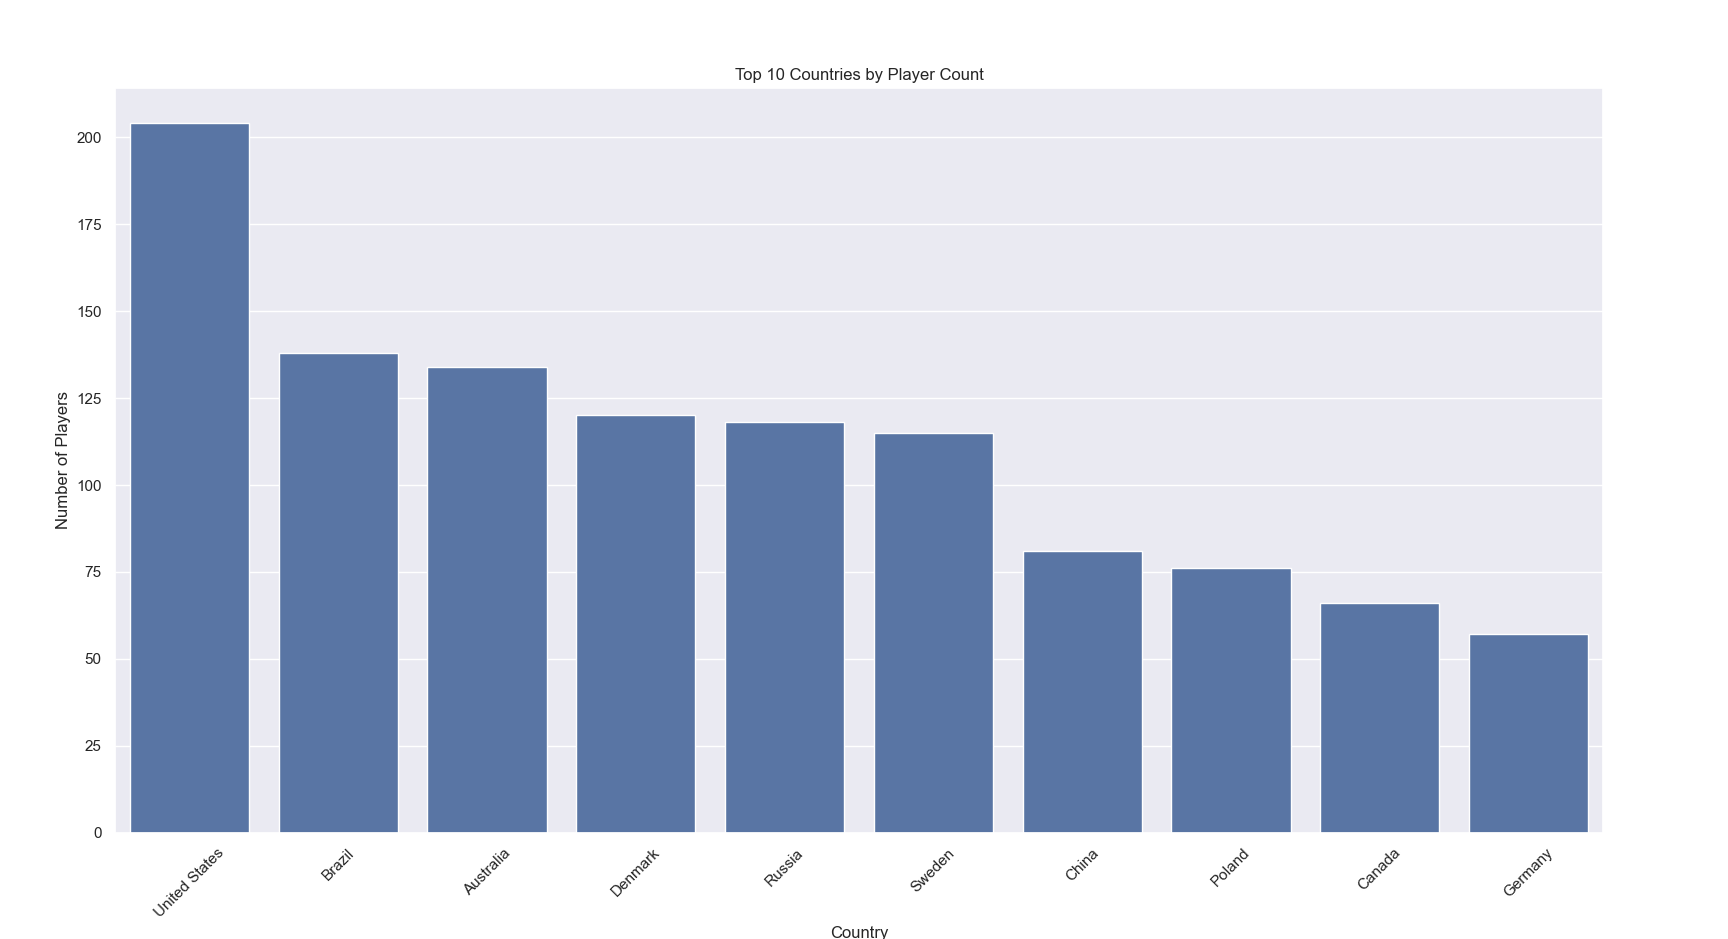 Top 10 Countries by Player Count
Number of Players
200
175
150
125
100
75
50
25
0
United States
Brazil
Australia
Denmark
Russia
Sweden
China
Poland
Canada
Germany
Country